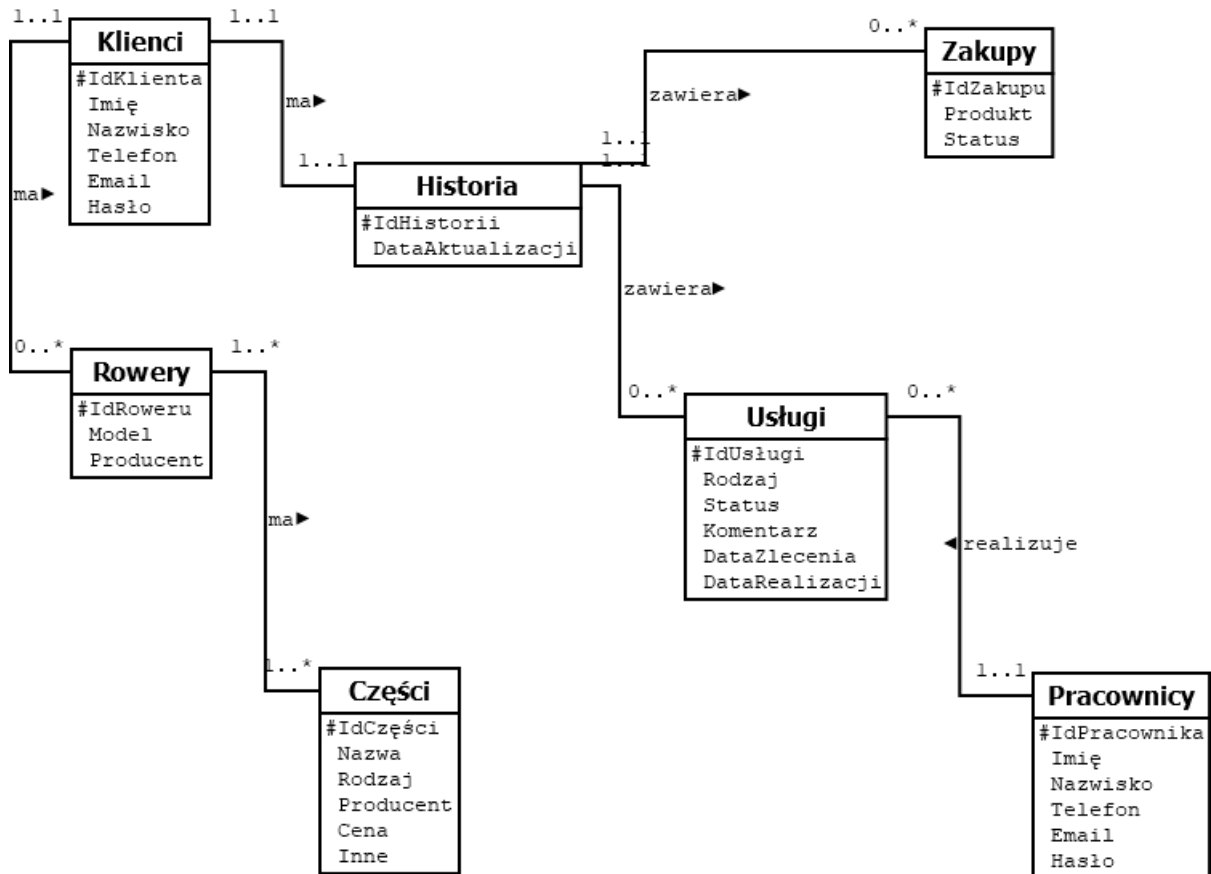 1..1
1..1
Klienci
#IdKlienta
Imię
Nazwisko
Telefon
Email
Hasło
ma►
ma►
0..*
Zakupy
#IdZakupu
Produkt
Status
zawiera►
1..1
1..1
1..1
Historia
#IdHistorii
DataAktualizacji
zawiera►
0..*
1..*
Rowery
#IdRoweru
Model
Producent
ma►
0..*
0..*
Usługi
#IdUsługi
Rodzaj
Status
Komentarz
DataZlecenia
DataRealizacji
◄realizuje
1..*
Części
#IdCzęści
Nazwa
Rodzaj
Producent
Cena
Inne
1..1
Pracownicy
#IdPracownika
Imię
Nazwisko
Telefon
Email
Hasło